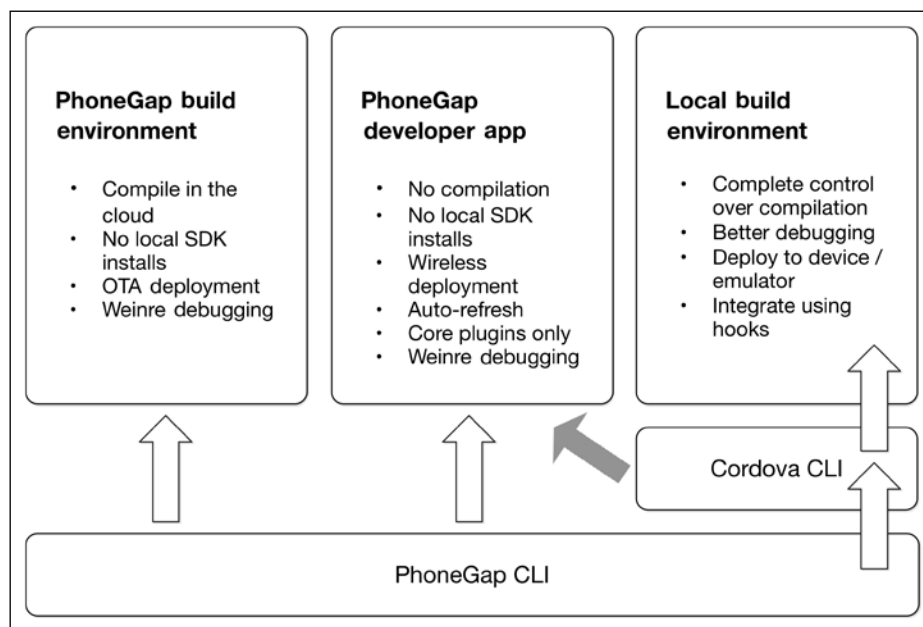 PhoneGap build
environment
• Compile in the
cloud
• No local SDK
installs
• OTA deployment
• Weinre debugging
PhoneGap
developer app
• No compilation
• No local SDK
installs
• Wireless
deployment
• Auto-refresh
• Core plugins only
• Weinre debugging
Local build
environment
• Complete control
over compilation
• Better debugging
• Deploy to device /
emulator
• Integrate using
hooks
Cordova CLI
PhoneGap CLI